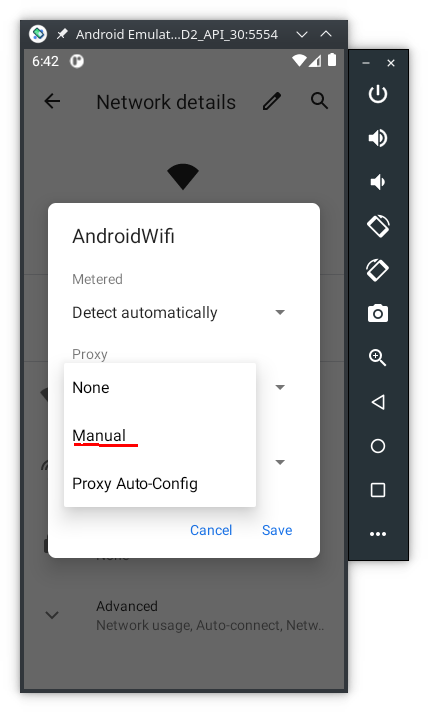 Android Emulat...D2_API_30:5554
6:42
Network details
AndroidWifi
Metered
Detect automatically
Proxy
None
Manual
Proxy Auto-Config
Cancel
Save
None
Advanced
Network usage, Auto-connect, Netw..